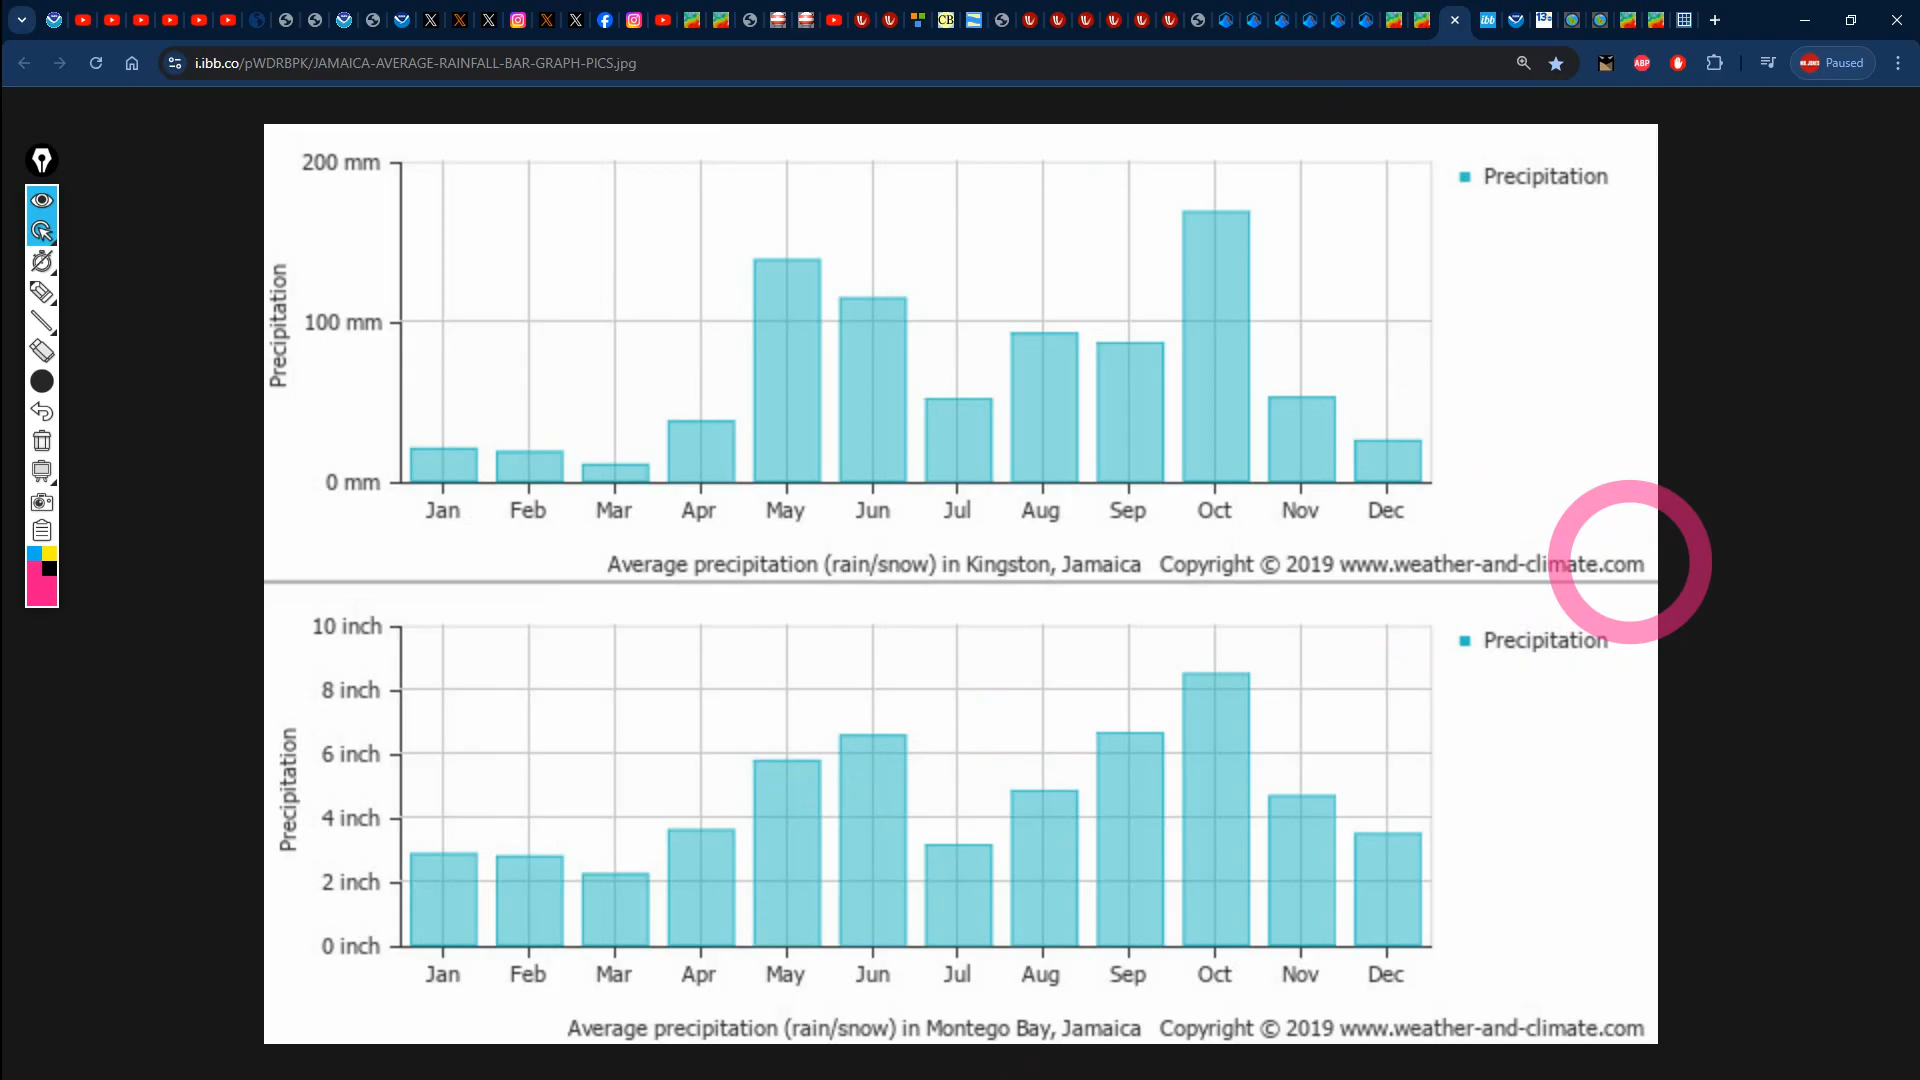 i.ibb.co/pWDRBPK/JAMAICA-AVERAGE-RAINFALL-BAR-GRAPH-PICS.jpg
ABP
Paused
200 mm
100 mm
0 mm
Precipitation
Precipitation
Jan Feb Mar Apr May Jun Jul Aug Sep Oct Nov Dec
Average precipitation (rain/snow) in Kingston, Jamaica Copyright © 2019 www.weather-and-climate.com
10 inch
8 inch
6 inch
4 inch
2 inch
0 inch
Precipitation
Precipitation
Jan Feb Mar Apr May Jun Jul Aug Sep Oct Nov Dec
Average precipitation (rain/snow) in Montego Bay, Jamaica Copyright © 2019 www.weather-and-climate.com